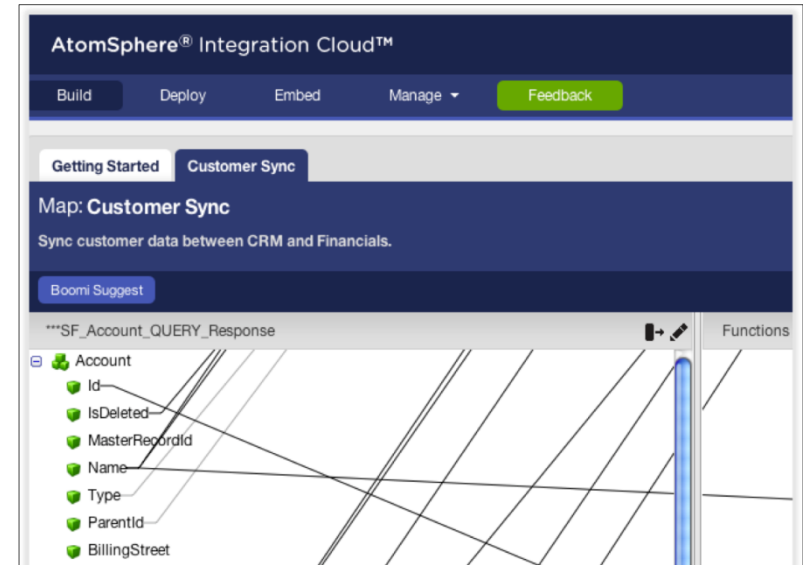 AtomSphere® Integration Cloud™
Build Deploy Embed Manage Feedback
Getting Started Customer Sync
Map: Customer Sync
Sync customer data between CRM and Financials.
Boomi Suggest
***SF_Account_QUERY_Response Functions
Account
Id
IsDeleted
MasterRecordId
Name
Type
ParentId
BillingStreet